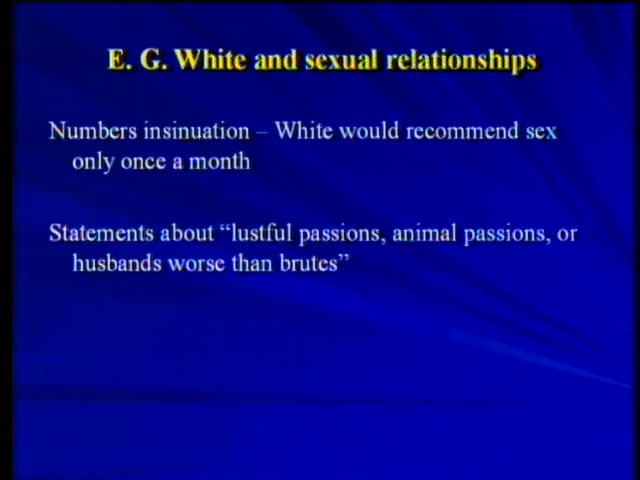 E. G. White and sexual relationships
Numbers insinuation – White would recommend sex
only once a month
Statements about “lustful passions, animal passions, or
husbands worse than brutes”